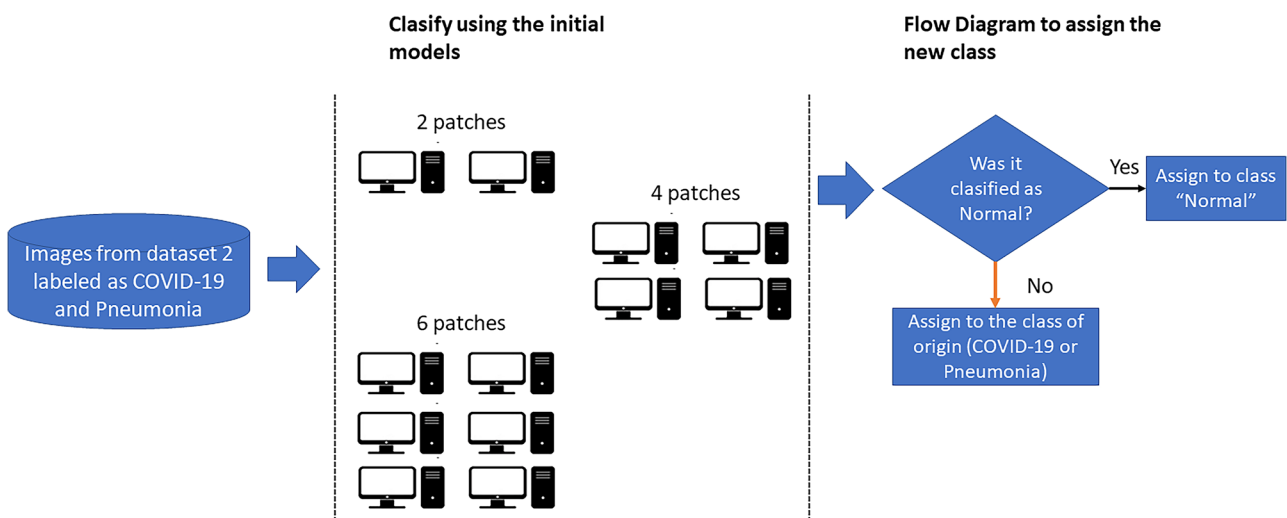 Clasify using the initial
models
Flow Diagram to assign the
new class
Images from dataset 2
labeled as COVID-19
and Pneumonia
2 patches
4 patches
6 patches
Was it
clasified as
Normal?
Yes
Assign to class
“Normal”
No
Assign to the class of
origin (COVID-19 or
Pneumonia)